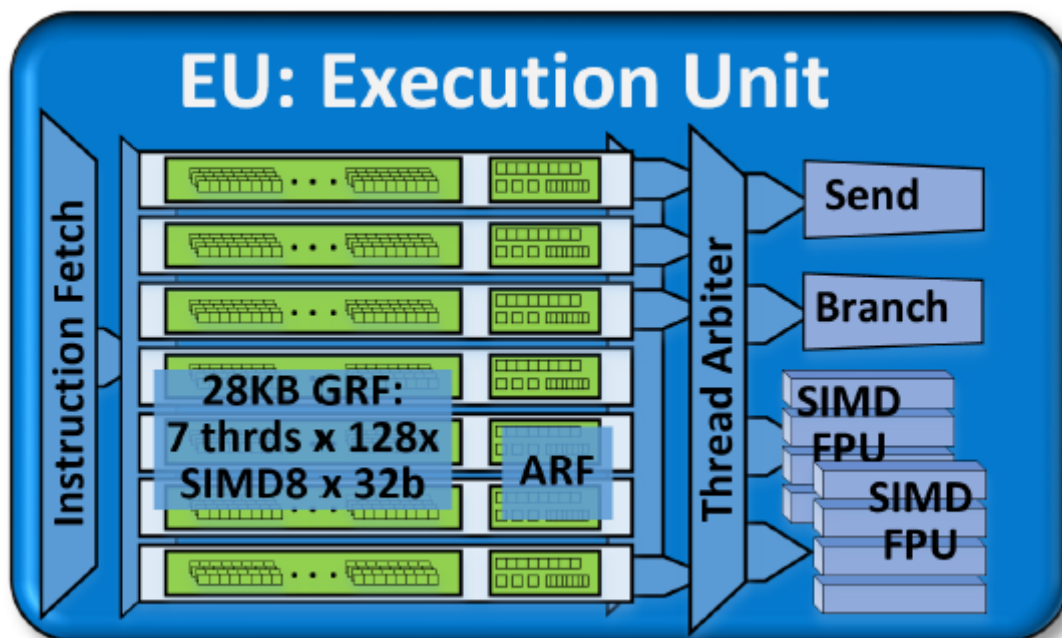 EU: Execution Unit
Instruction Fetch
28KB GRF:
7 thrds x 128x
SIMD8 x 32b
ARF
Thread Arbiter
Send
Branch
SIMD
FPU
SIMD
FPU